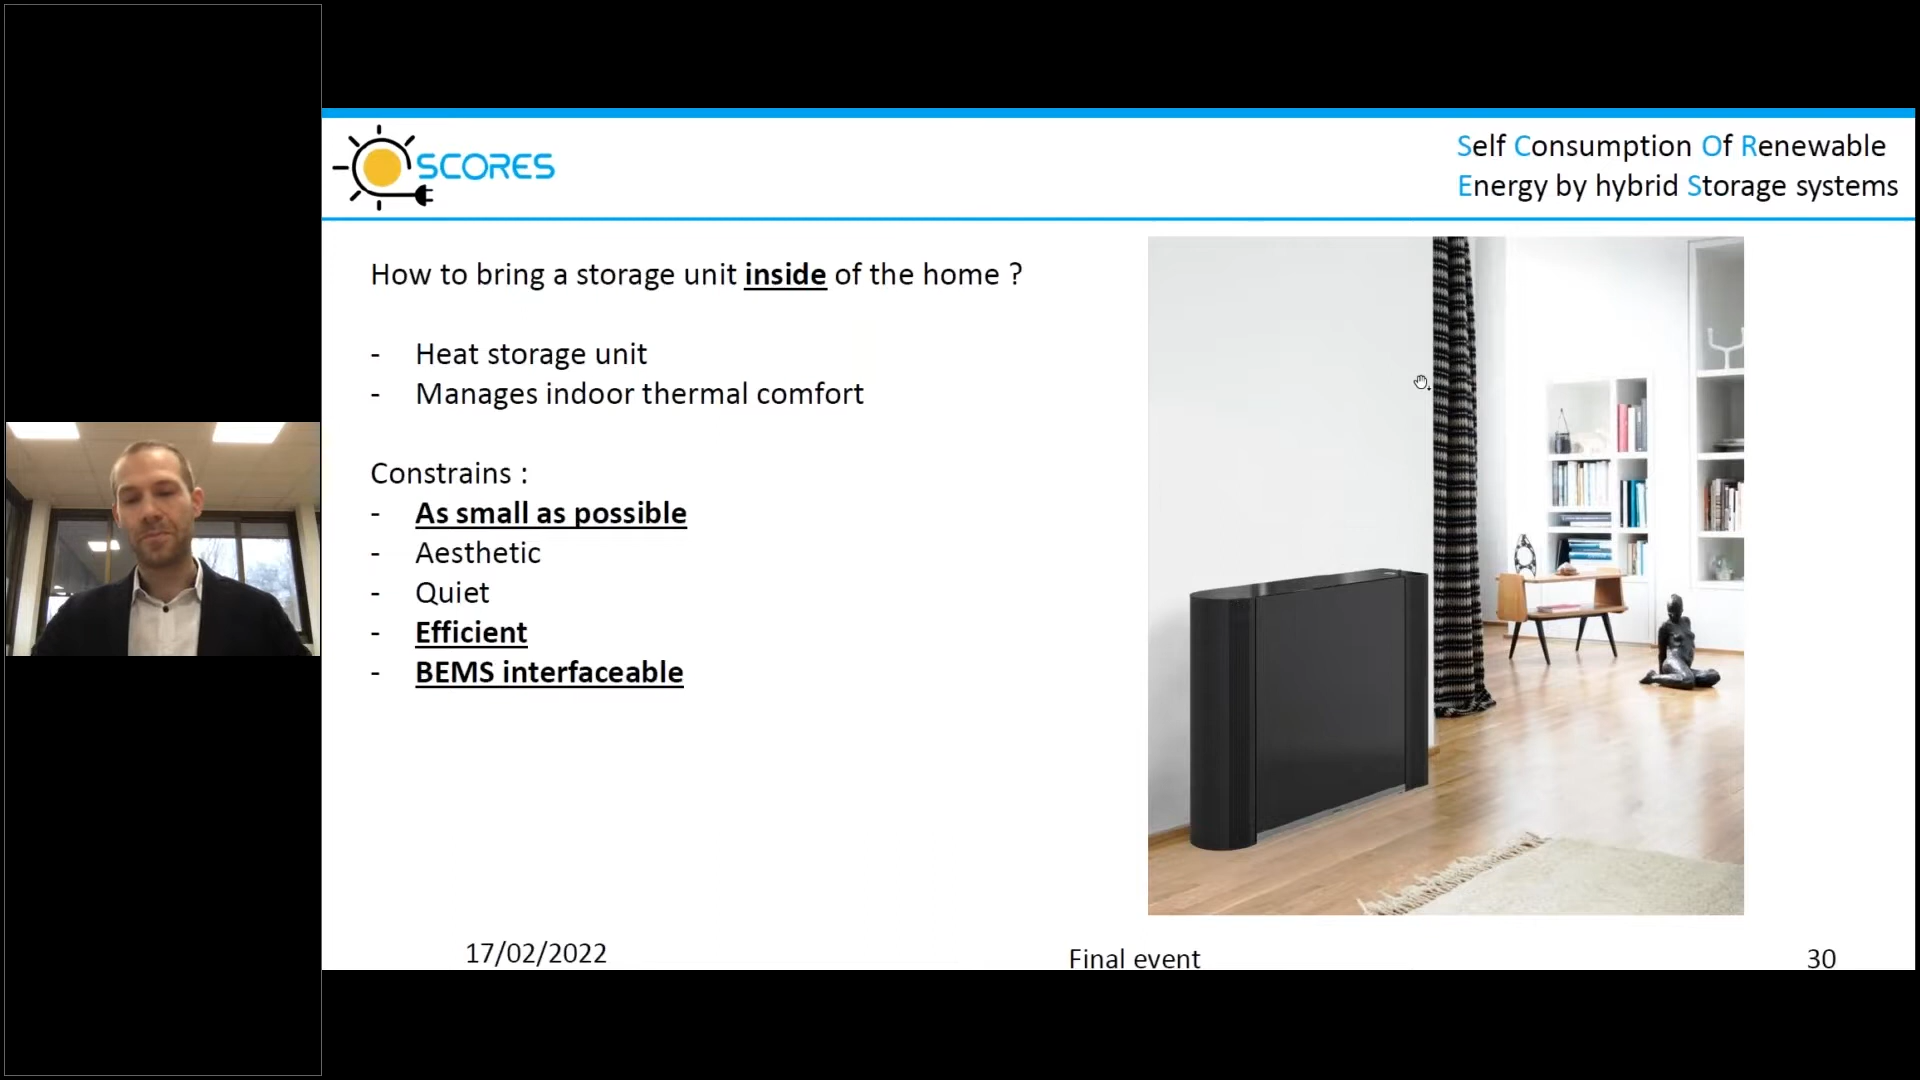 SCORES
Self Consumption Of Renewable
Energy by hybrid Storage systems
How to bring a storage unit inside of the home ?
- Heat storage unit
- Manages indoor thermal comfort
Constrains :
- As small as possible
- Aesthetic
- Quiet
- Efficient
- BEMS interfaceable
17/02/2022
Final event
30